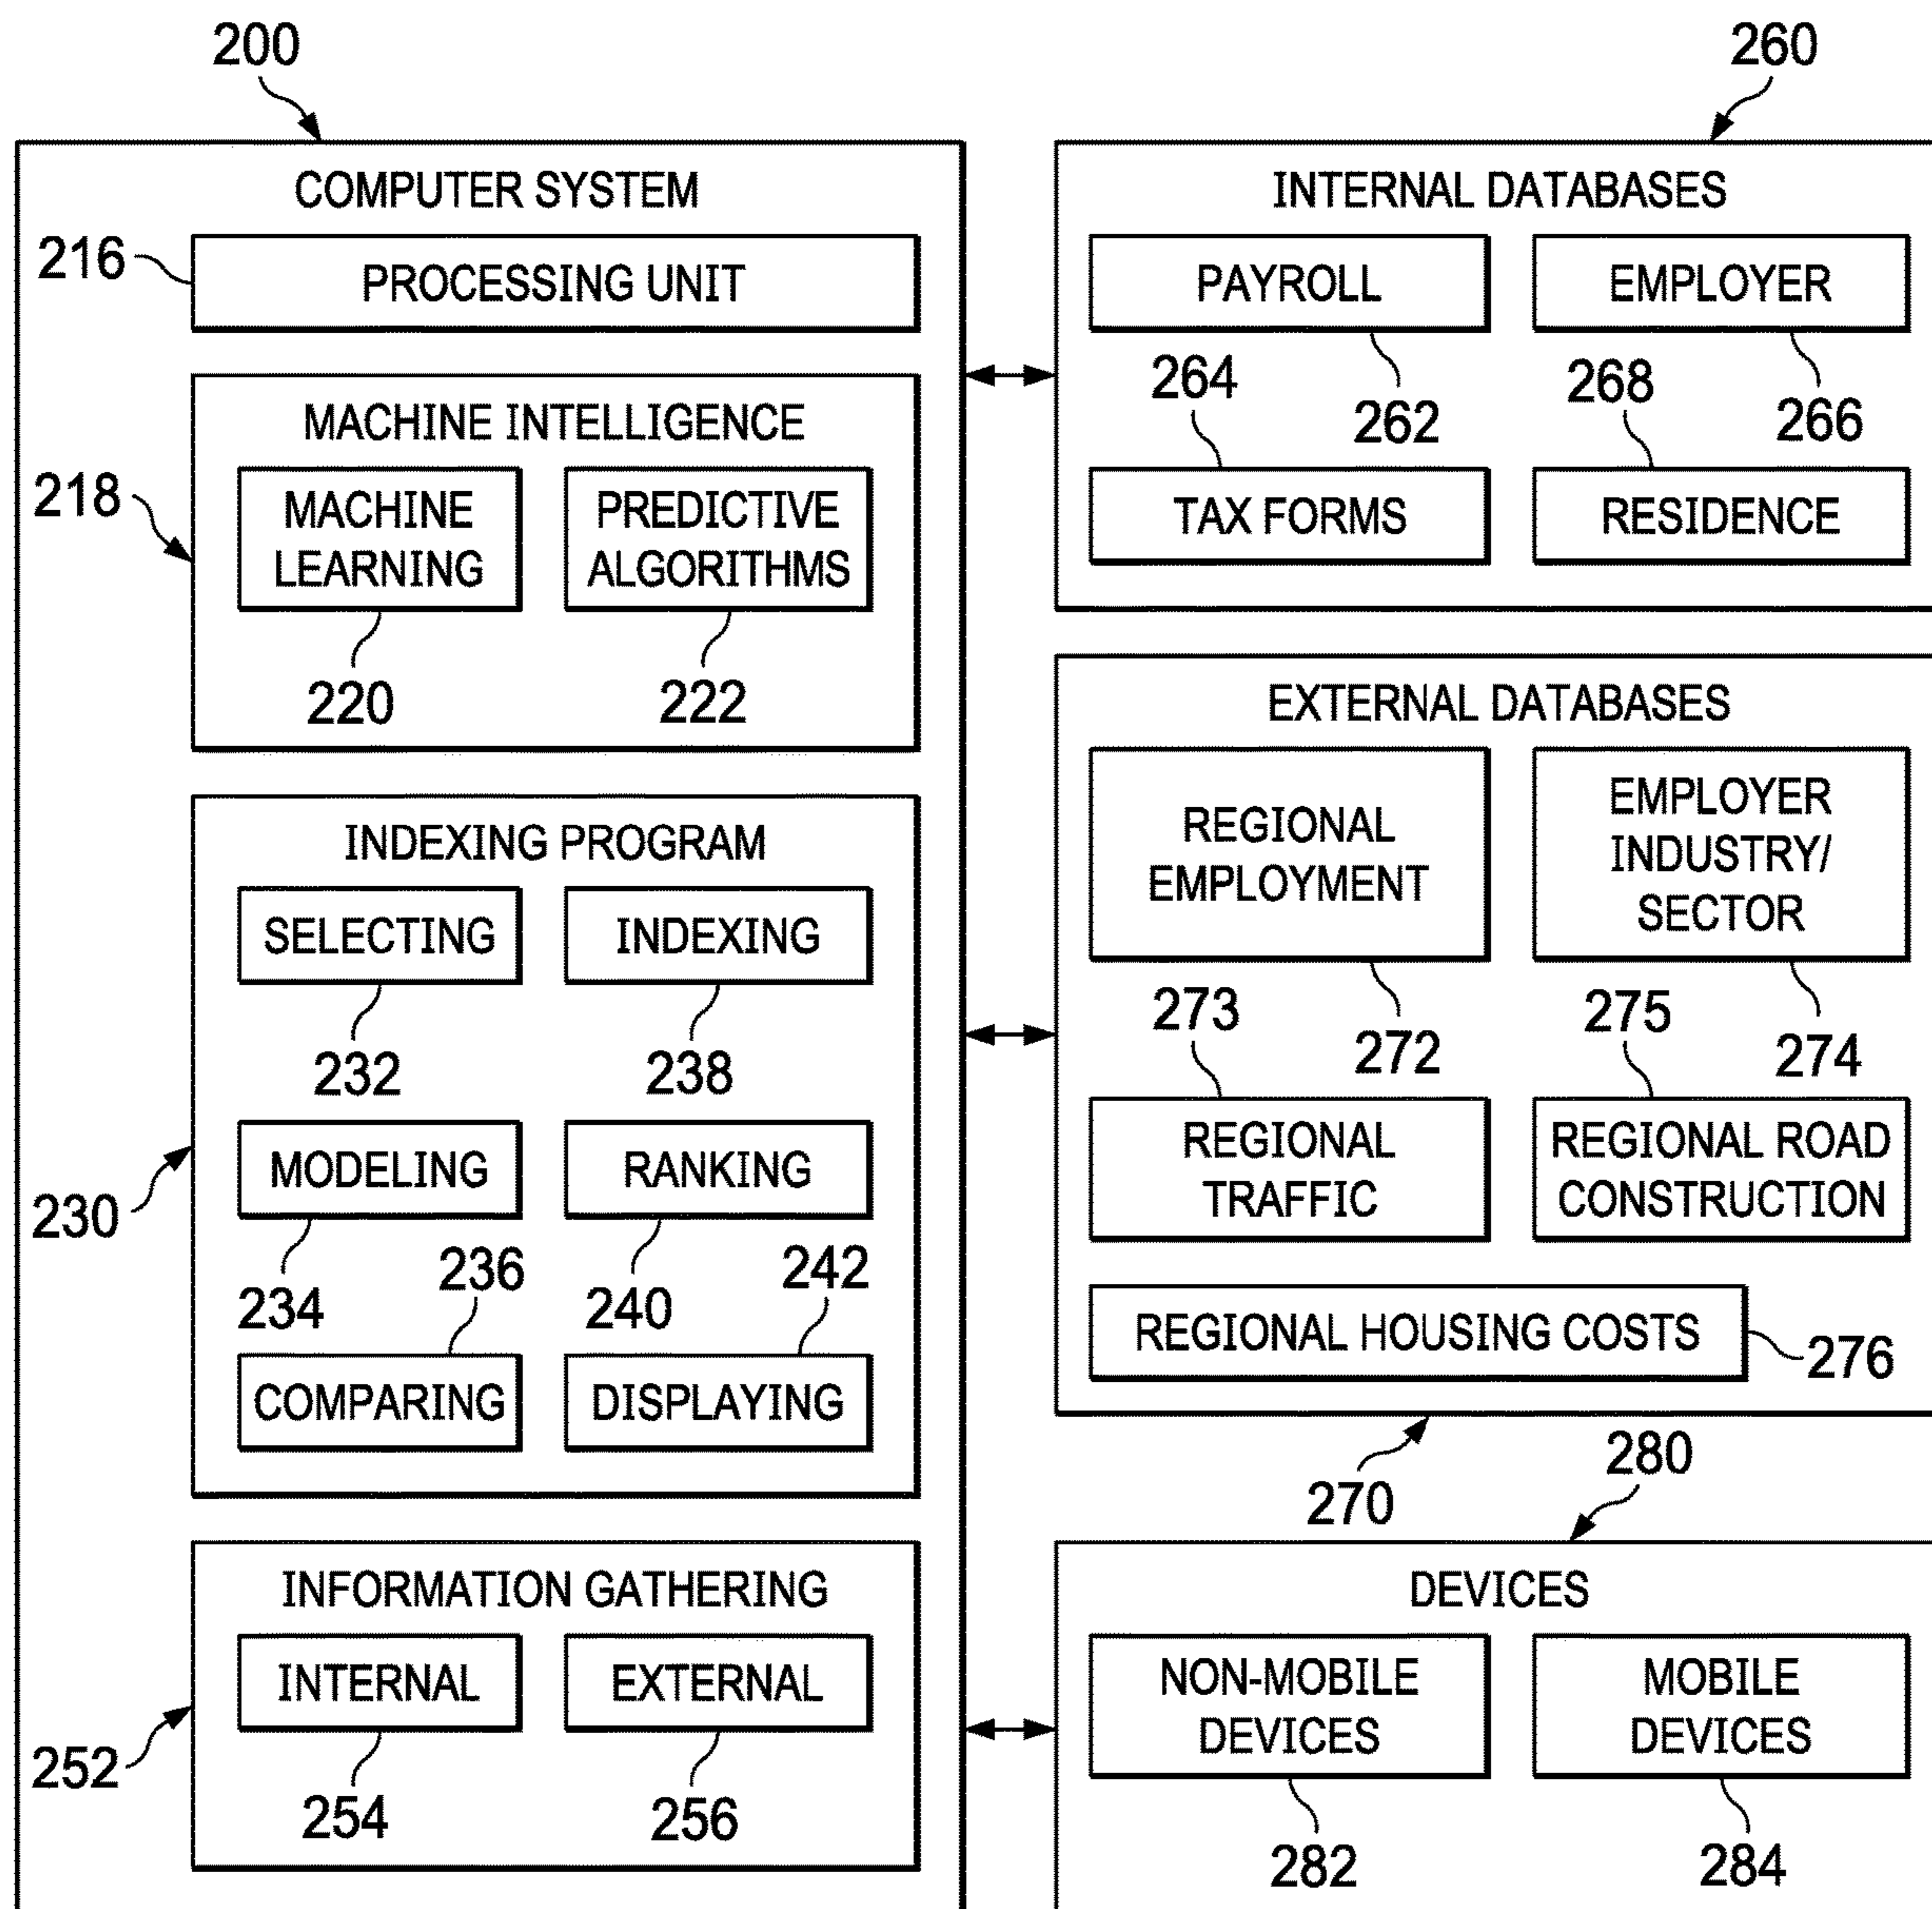 200
COMPUTER SYSTEM
216
PROCESSING UNIT
MACHINE INTELLIGENCE
218
MACHINE
LEARNING
PREDICTIVE
ALGORITHMS
220
222
INDEXING PROGRAM
SELECTING
INDEXING
232
238
230
MODELING
RANKING
234
236
240
242
COMPARING
DISPLAYING
INFORMATION GATHERING
252
INTERNAL
EXTERNAL
254
256
260
INTERNAL DATABASES
PAYROLL
EMPLOYER
264
262
268
266
TAX FORMS
RESIDENCE
EXTERNAL DATABASES
REGIONAL
EMPLOYMENT
EMPLOYER
INDUSTRY/
SECTOR
273
272
275
274
REGIONAL
TRAFFIC
REGIONAL ROAD
CONSTRUCTION
REGIONAL HOUSING COSTS
276
270
280
DEVICES
NON-MOBILE
DEVICES
MOBILE
DEVICES
282
284